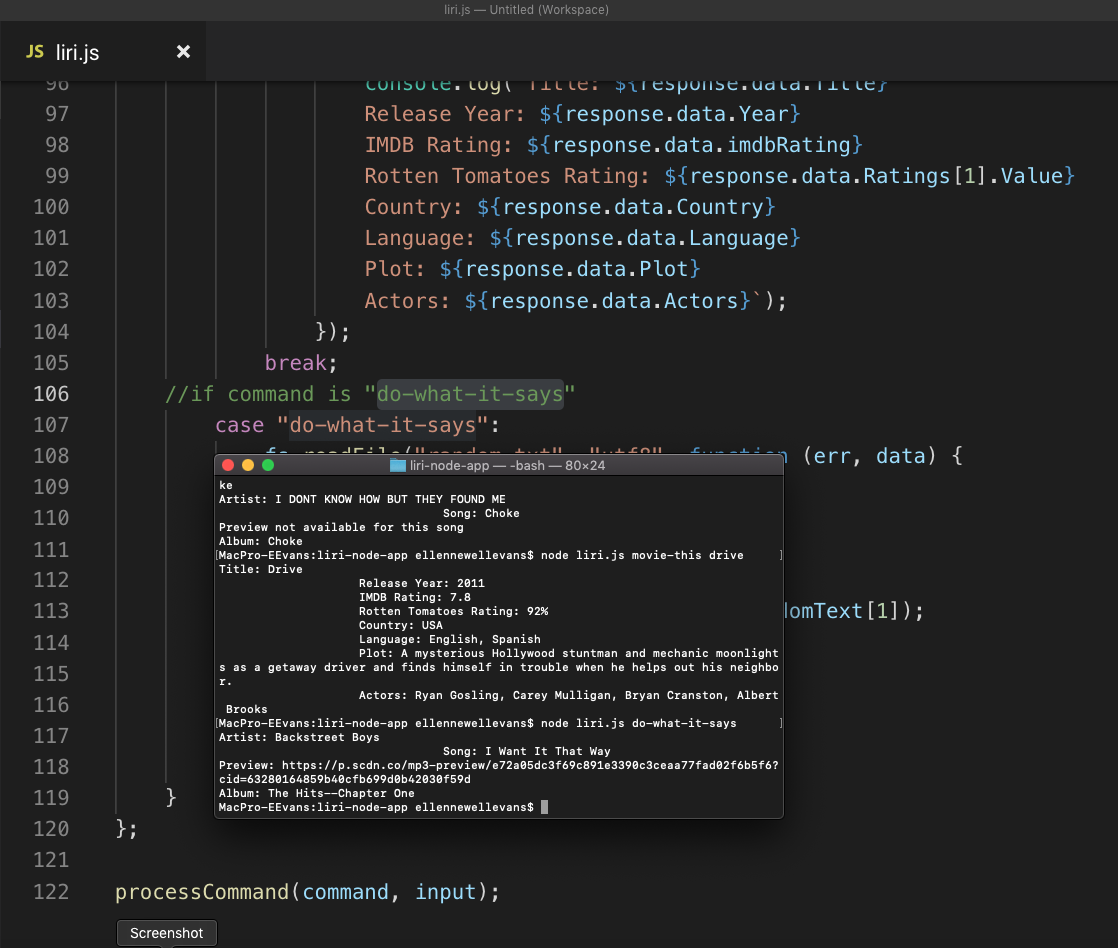 liri.js — Untitled (Workspace)
JS liri.js ×
96 console.log(`Title: ${response.data.Title}
97 Release Year: ${response.data.Year}
98 IMDB Rating: ${response.data.imdbRating}
99 Rotten Tomatoes Rating: ${response.data.Ratings[1].Value}
100 Country: ${response.data.Country}
101 Language: ${response.data.Language}
102 Plot: ${response.data.Plot}
103 Actors: ${response.data.Actors}`);
104 });
105 break;
106 //if command is "do-what-it-says"
107 case "do-what-it-says":
108 fs.readFile("random.txt", "utf8", function (err, data) {
109
110
111
112
113 domText[1]);
114
115
116
117
118
119 }
120 };
121
122 processCommand(command, input);
liri-node-app — -bash — 80×24
ke
Artist: I DONT KNOW HOW BUT THEY FOUND ME
Song: Choke
Preview not available for this song
Album: Choke
[MacPro-EEvans:liri-node-app ellennewellevans$ node liri.js movie-this drive ]
Title: Drive
Release Year: 2011
IMDB Rating: 7.8
Rotten Tomatoes Rating: 92%
Country: USA
Language: English, Spanish
Plot: A mysterious Hollywood stuntman and mechanic moonlight
s as a getaway driver and finds himself in trouble when he helps out his neighbo
r.
Actors: Ryan Gosling, Carey Mulligan, Bryan Cranston, Albert
Brooks
[MacPro-EEvans:liri-node-app ellennewellevans$ node liri.js do-what-it-says ]
Artist: Backstreet Boys
Song: I Want It That Way
Preview: https://p.scdn.co/mp3-preview/e72a05dc3f69c891e3390c3ceaa77fad02f6b5f6?
cid=63280164859b40cfb699d0b42030f59d
Album: The Hits--Chapter One
MacPro-EEvans:liri-node-app ellennewellevans$
Screenshot